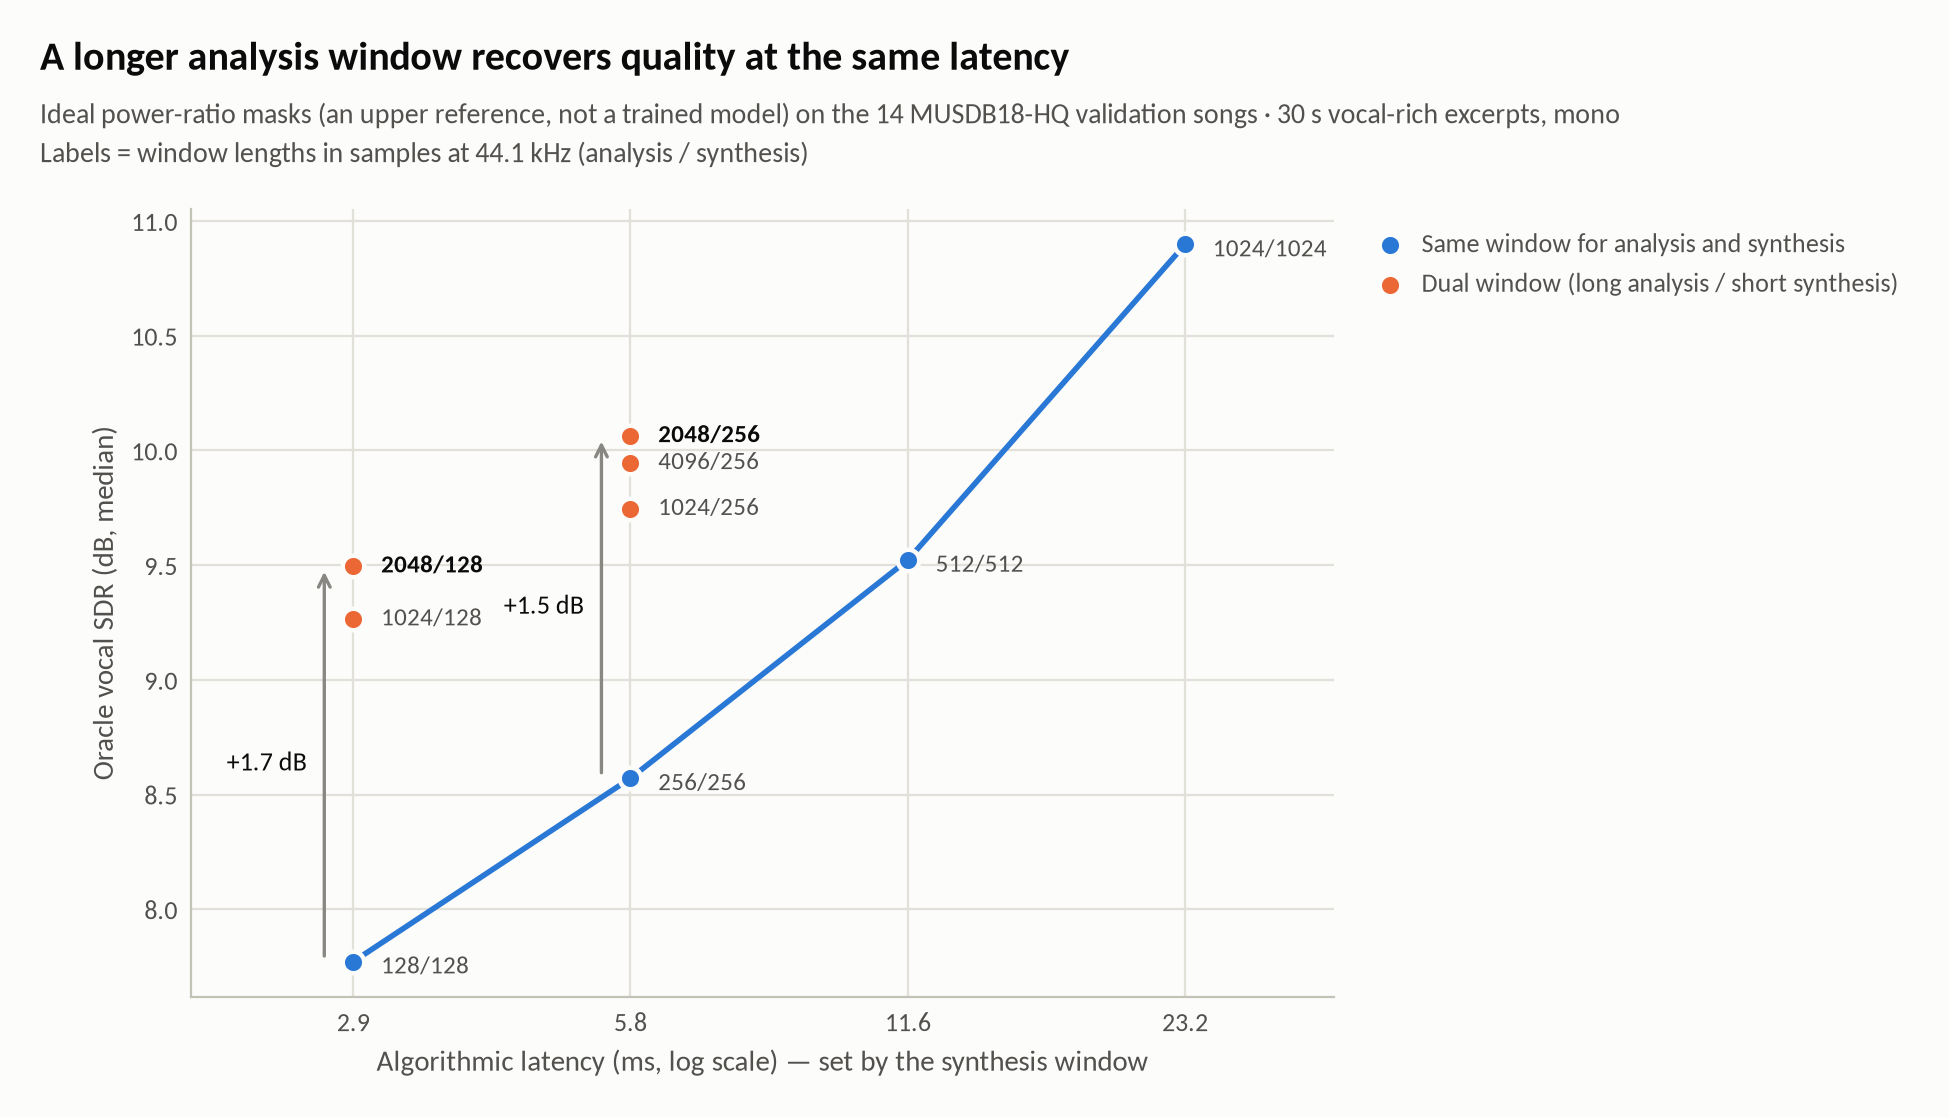 A longer analysis window recovers quality at the same latency
Ideal power-ratio masks (an upper reference, not a trained model) on the 14 MUSDB18-HQ validation songs · 30 s vocal-rich excerpts, mono
Labels = window lengths in samples at 44.1 kHz (analysis / synthesis)
Same window for analysis and synthesis
Dual window (long analysis / short synthesis)
Oracle vocal SDR (dB, median)
11.0
10.5
10.0
9.5
9.0
8.5
8.0
1024/1024
2048/256
4096/256
1024/256
2048/128
512/512
+1.5 dB
1024/128
+1.7 dB
256/256
128/128
2.9
5.8
11.6
23.2
Algorithmic latency (ms, log scale) — set by the synthesis window